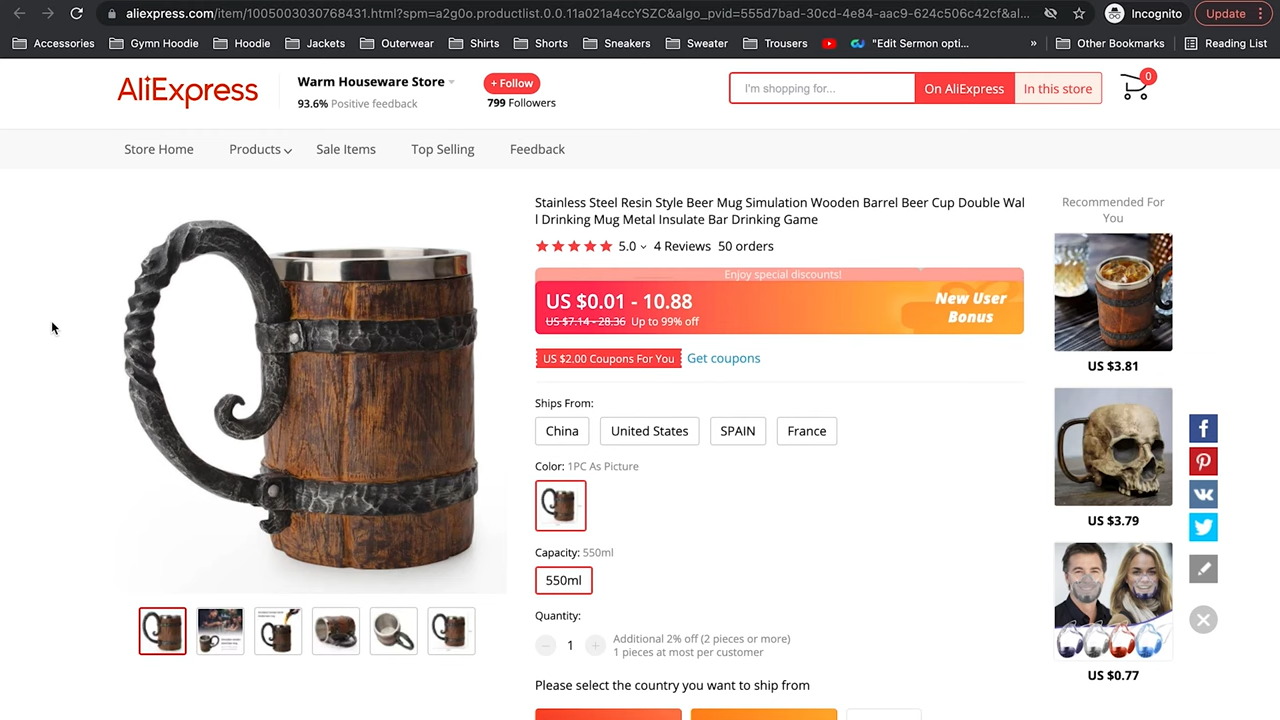 aliexpress.com/item/1005003030768431.html?spm=a2g0o.productlist.0.0.11a021a4ccYSZC&algo_pvid=555d7bad-30cd-4e84-aac9-624c506c42cf&al...
Incognito
Update
Accessories
Gymn Hoodie
Hoodie
Jackets
Outerwear
Shirts
Shorts
Sneakers
Sweater
Trousers
"Edit Sermon opti...
»
Other Bookmarks
Reading List
AliExpress
Warm Houseware Store
93.6% Positive feedback
+ Follow
799 Followers
I'm shopping for...
On AliExpress
In this store
0
Store Home
Products
Sale Items
Top Selling
Feedback
Stainless Steel Resin Style Beer Mug Simulation Wooden Barrel Beer Cup Double Wal
l Drinking Mug Metal Insulate Bar Drinking Game
5.0
4 Reviews
50 orders
Enjoy special discounts!
US $0.01 - 10.88
US $7.14 - 28.36 Up to 99% off
New User
Bonus
US $2.00 Coupons For You
Get coupons
Ships From:
China
United States
SPAIN
France
Color: 1PC As Picture
Capacity: 550ml
550ml
Quantity:
1
Additional 2% off (2 pieces or more)
1 pieces at most per customer
Please select the country you want to ship from
Recommended For
You
US $3.81
US $3.79
US $0.77